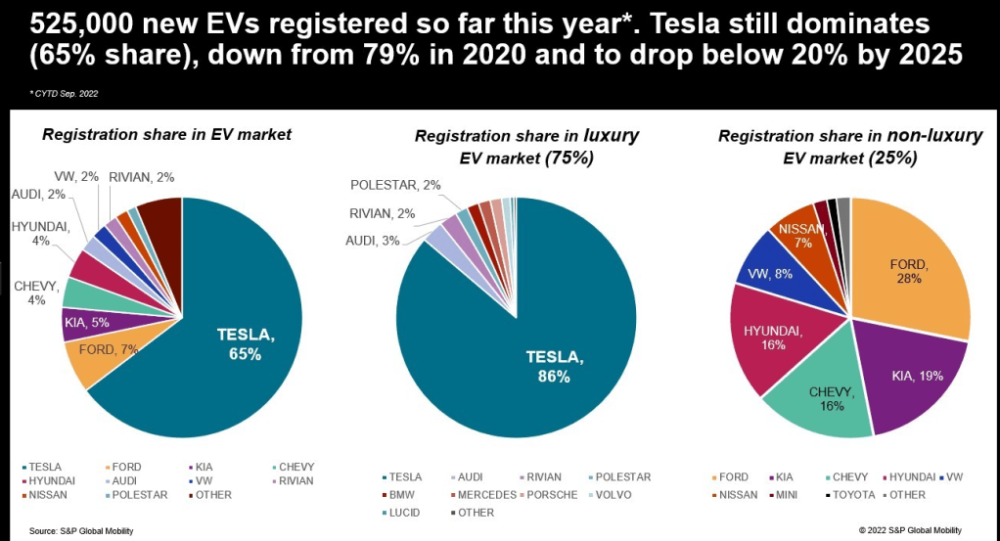 525,000 new EVs registered so far this year*. Tesla still dominates
(65% share), down from 79% in 2020 and to drop below 20% by 2025
* CYTD Sep. 2022
Registration share in EV market
VW, 2%
RIVIAN, 2%
AUDI, 2%
HYUNDAI,
4%
CHEVY,
4%
KIA, 5%
FORD, 7%
TESLA,
65%
TESLA
FORD
KIA
CHEVY
HYUNDAI
AUDI
VW
RIVIAN
NISSAN
POLESTAR
OTHER
Registration share in luxury
EV market (75%)
POLESTAR, 2%
RIVIAN, 2%
AUDI, 3%
TESLA,
86%
TESLA
AUDI
RIVIAN
POLESTAR
BMW
MERCEDES
PORSCHE
VOLVO
LUCID
OTHER
Registration share in non-luxury
EV market (25%)
NISSAN,
7%
VW, 8%
HYUNDAI,
16%
CHEVY,
16%
FORD,
28%
KIA, 19%
FORD
KIA
CHEVY
HYUNDAI
VW
NISSAN
MINI
TOYOTA
OTHER
Source: S&P Global Mobility
© 2022 S&P Global Mobility